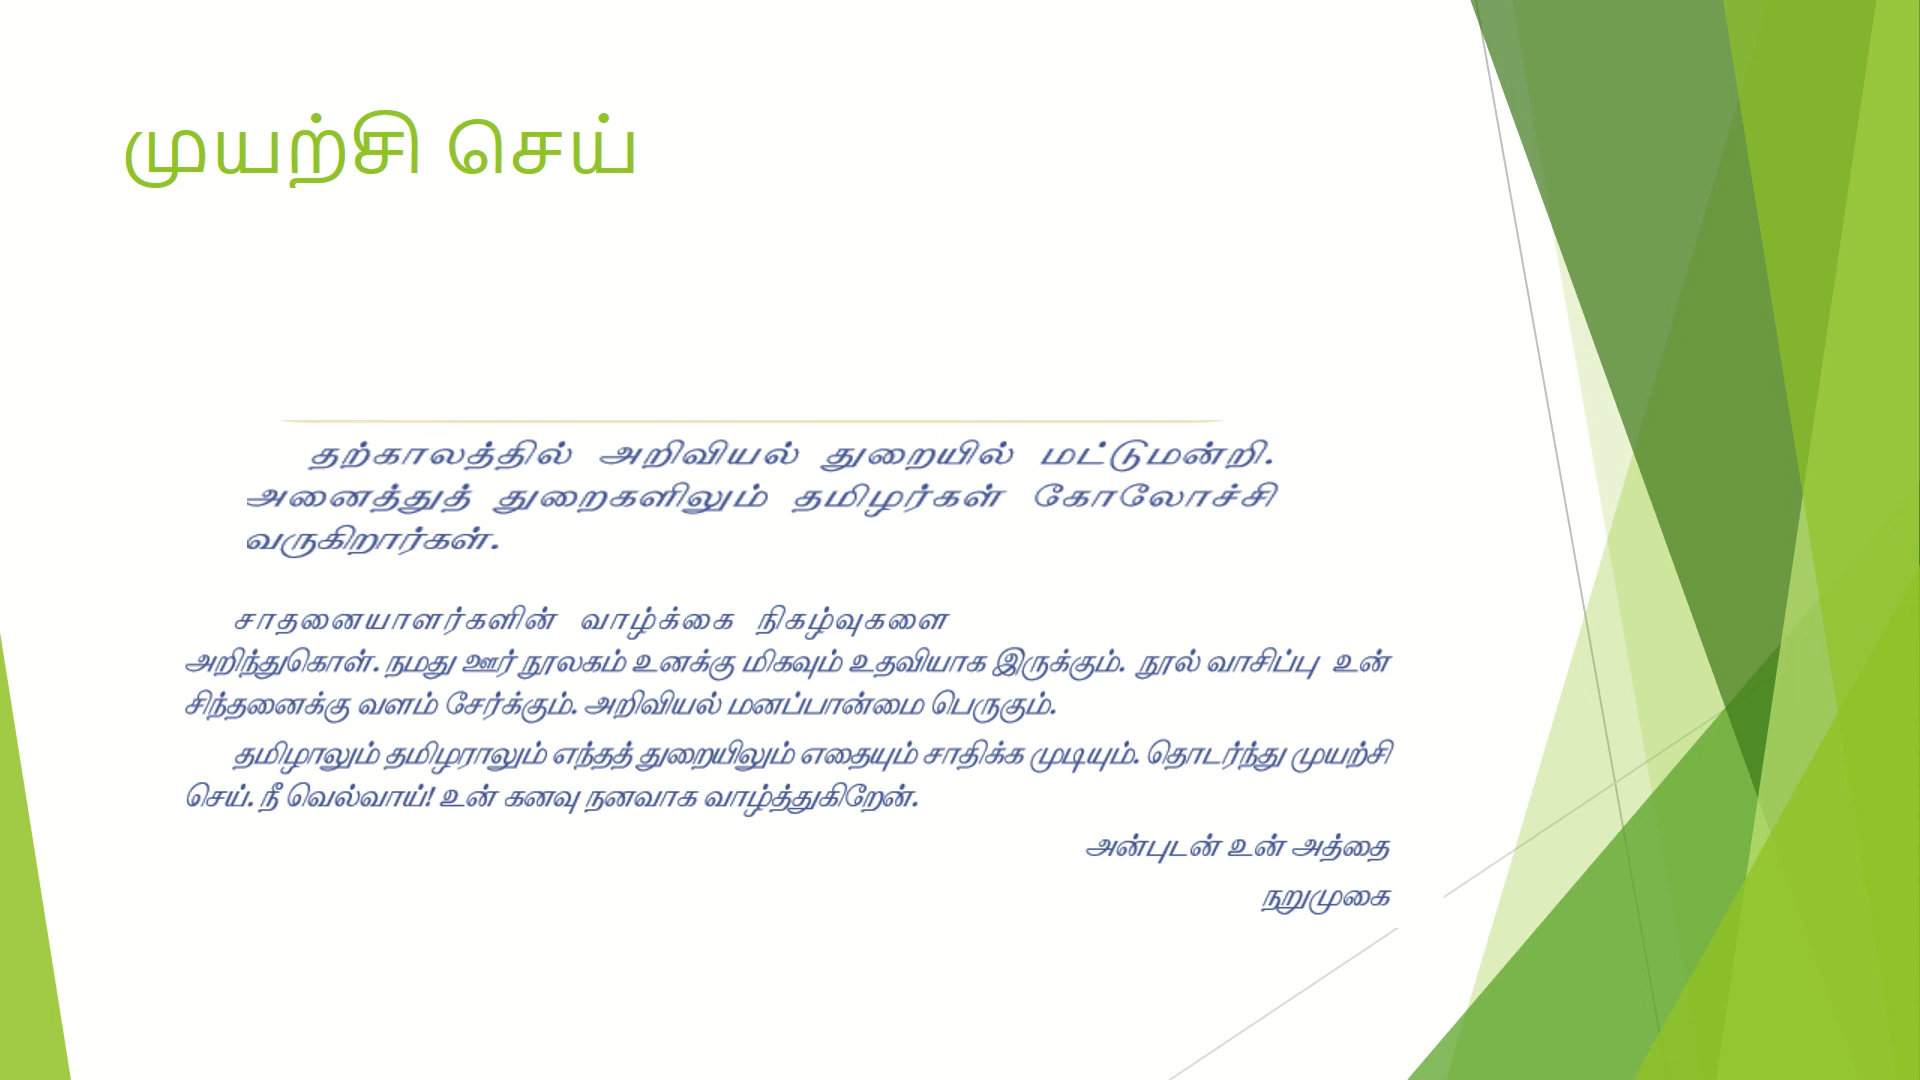 முயற்சி செய்
தற்காலத்தில் அறிவியல் துறையில் மட்டுமன்றி.
அனைத்துத் துறைகளிலும் தமிழர்கள் கோலோச்சி
வருகிறார்கள்.
சாதனையாளர்களின் வாழ்க்கை நிகழ்வுகளை
அறிந்துகொள். நமது ஊர் நூலகம் உனக்கு மிகவும் உதவியாக இருக்கும். நூல் வாசிப்பு உன்
சிந்தனைக்கு வளம் சேர்க்கும். அறிவியல் மனப்பான்மை பெருகும்.
தமிழாலும் தமிழராலும் எந்தத் துறையிலும் எதையும் சாதிக்க முடியும். தொடர்ந்து முயற்சி
செய். நீ வெல்வாய்! உன் கனவு நனவாக வாழ்த்துகிறேன்.
அன்புடன் உன் அத்தை
நறுமுகை